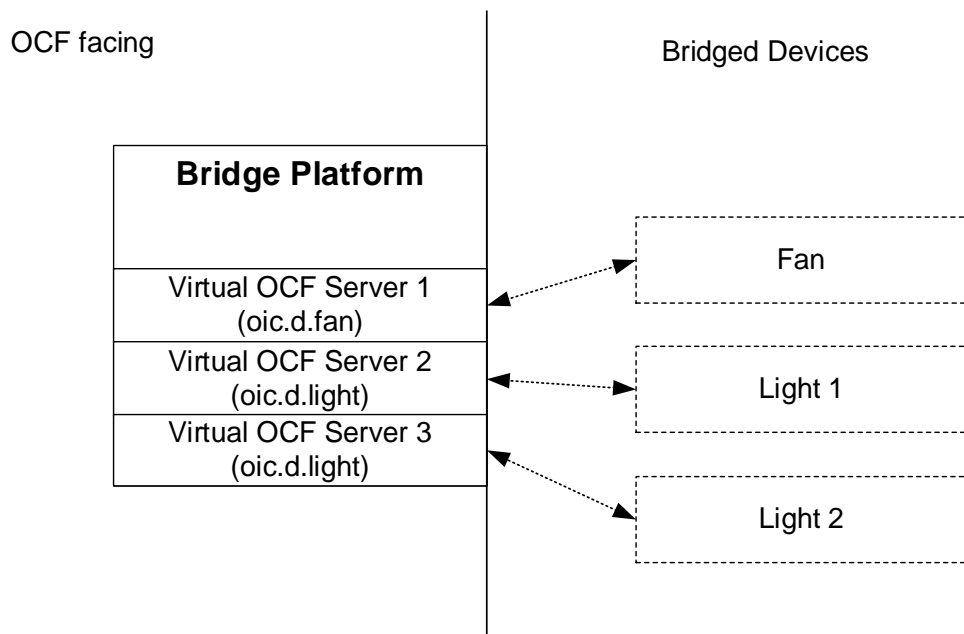 OCF facing
Bridged Devices
Bridge Platform
Virtual OCF Server 1
(oic.d.fan)
Virtual OCF Server 2
(oic.d.light)
Virtual OCF Server 3
(oic.d.light)
Fan
Light 1
Light 2